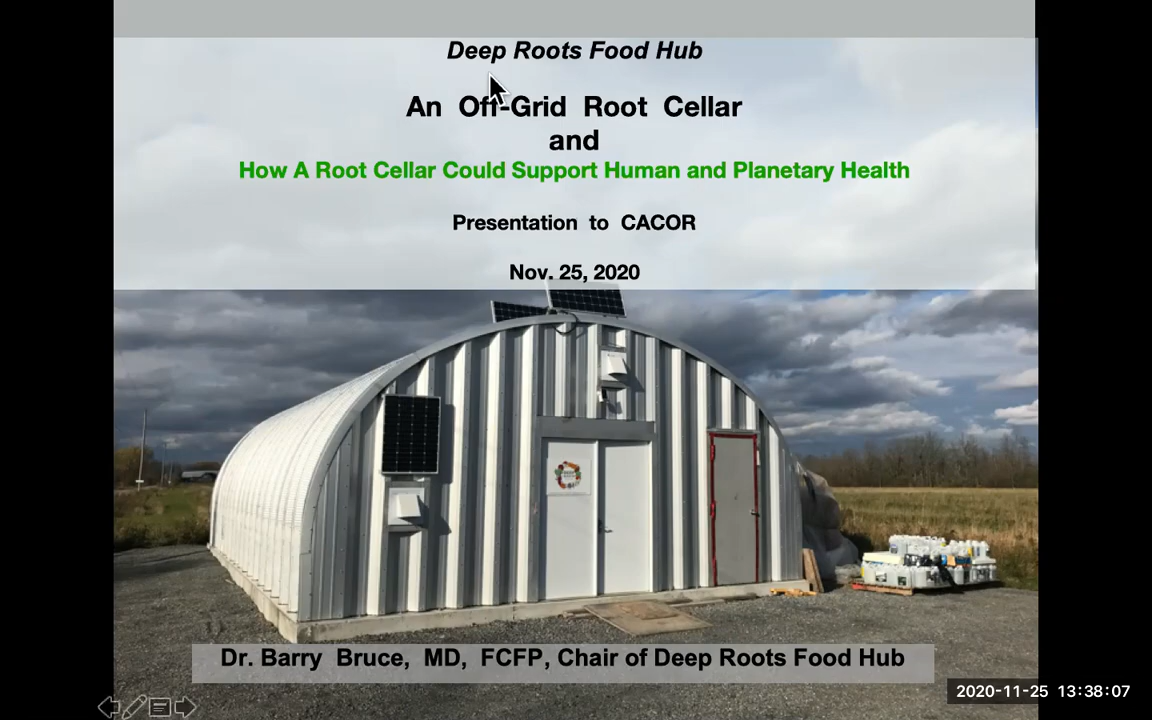 Deep Roots Food Hub
An Off-Grid Root Cellar
and
How A Root Cellar Could Support Human and Planetary Health
Presentation to CACOR
Nov. 25, 2020
Dr. Barry Bruce, MD, FCFP, Chair of Deep Roots Food Hub
2020-11-25 13:38:07